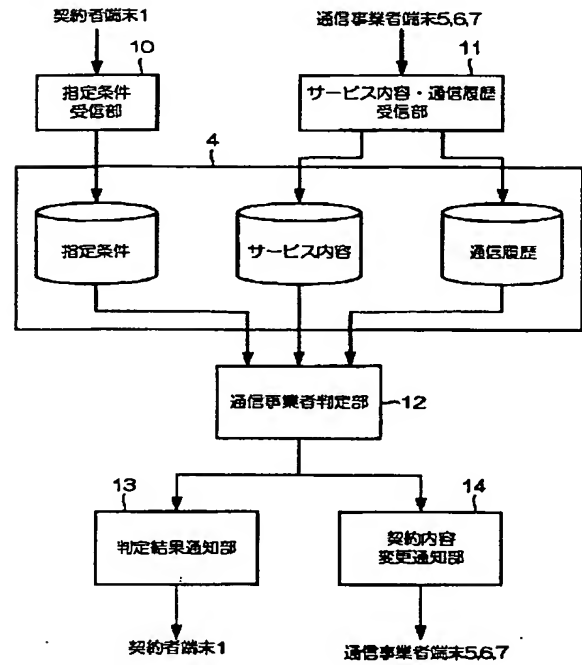 契約者端末1
通信事業者端末5,6,7
10
11
指定条件
受信部
サービス内容・通信履歴
受信部
4
指定条件
サービス内容
通信履歴
通信事業者判定部
12
13
14
判定結果通知部
契約内容
変更通知部
契約者端末1
通信事業者端末5,6,7